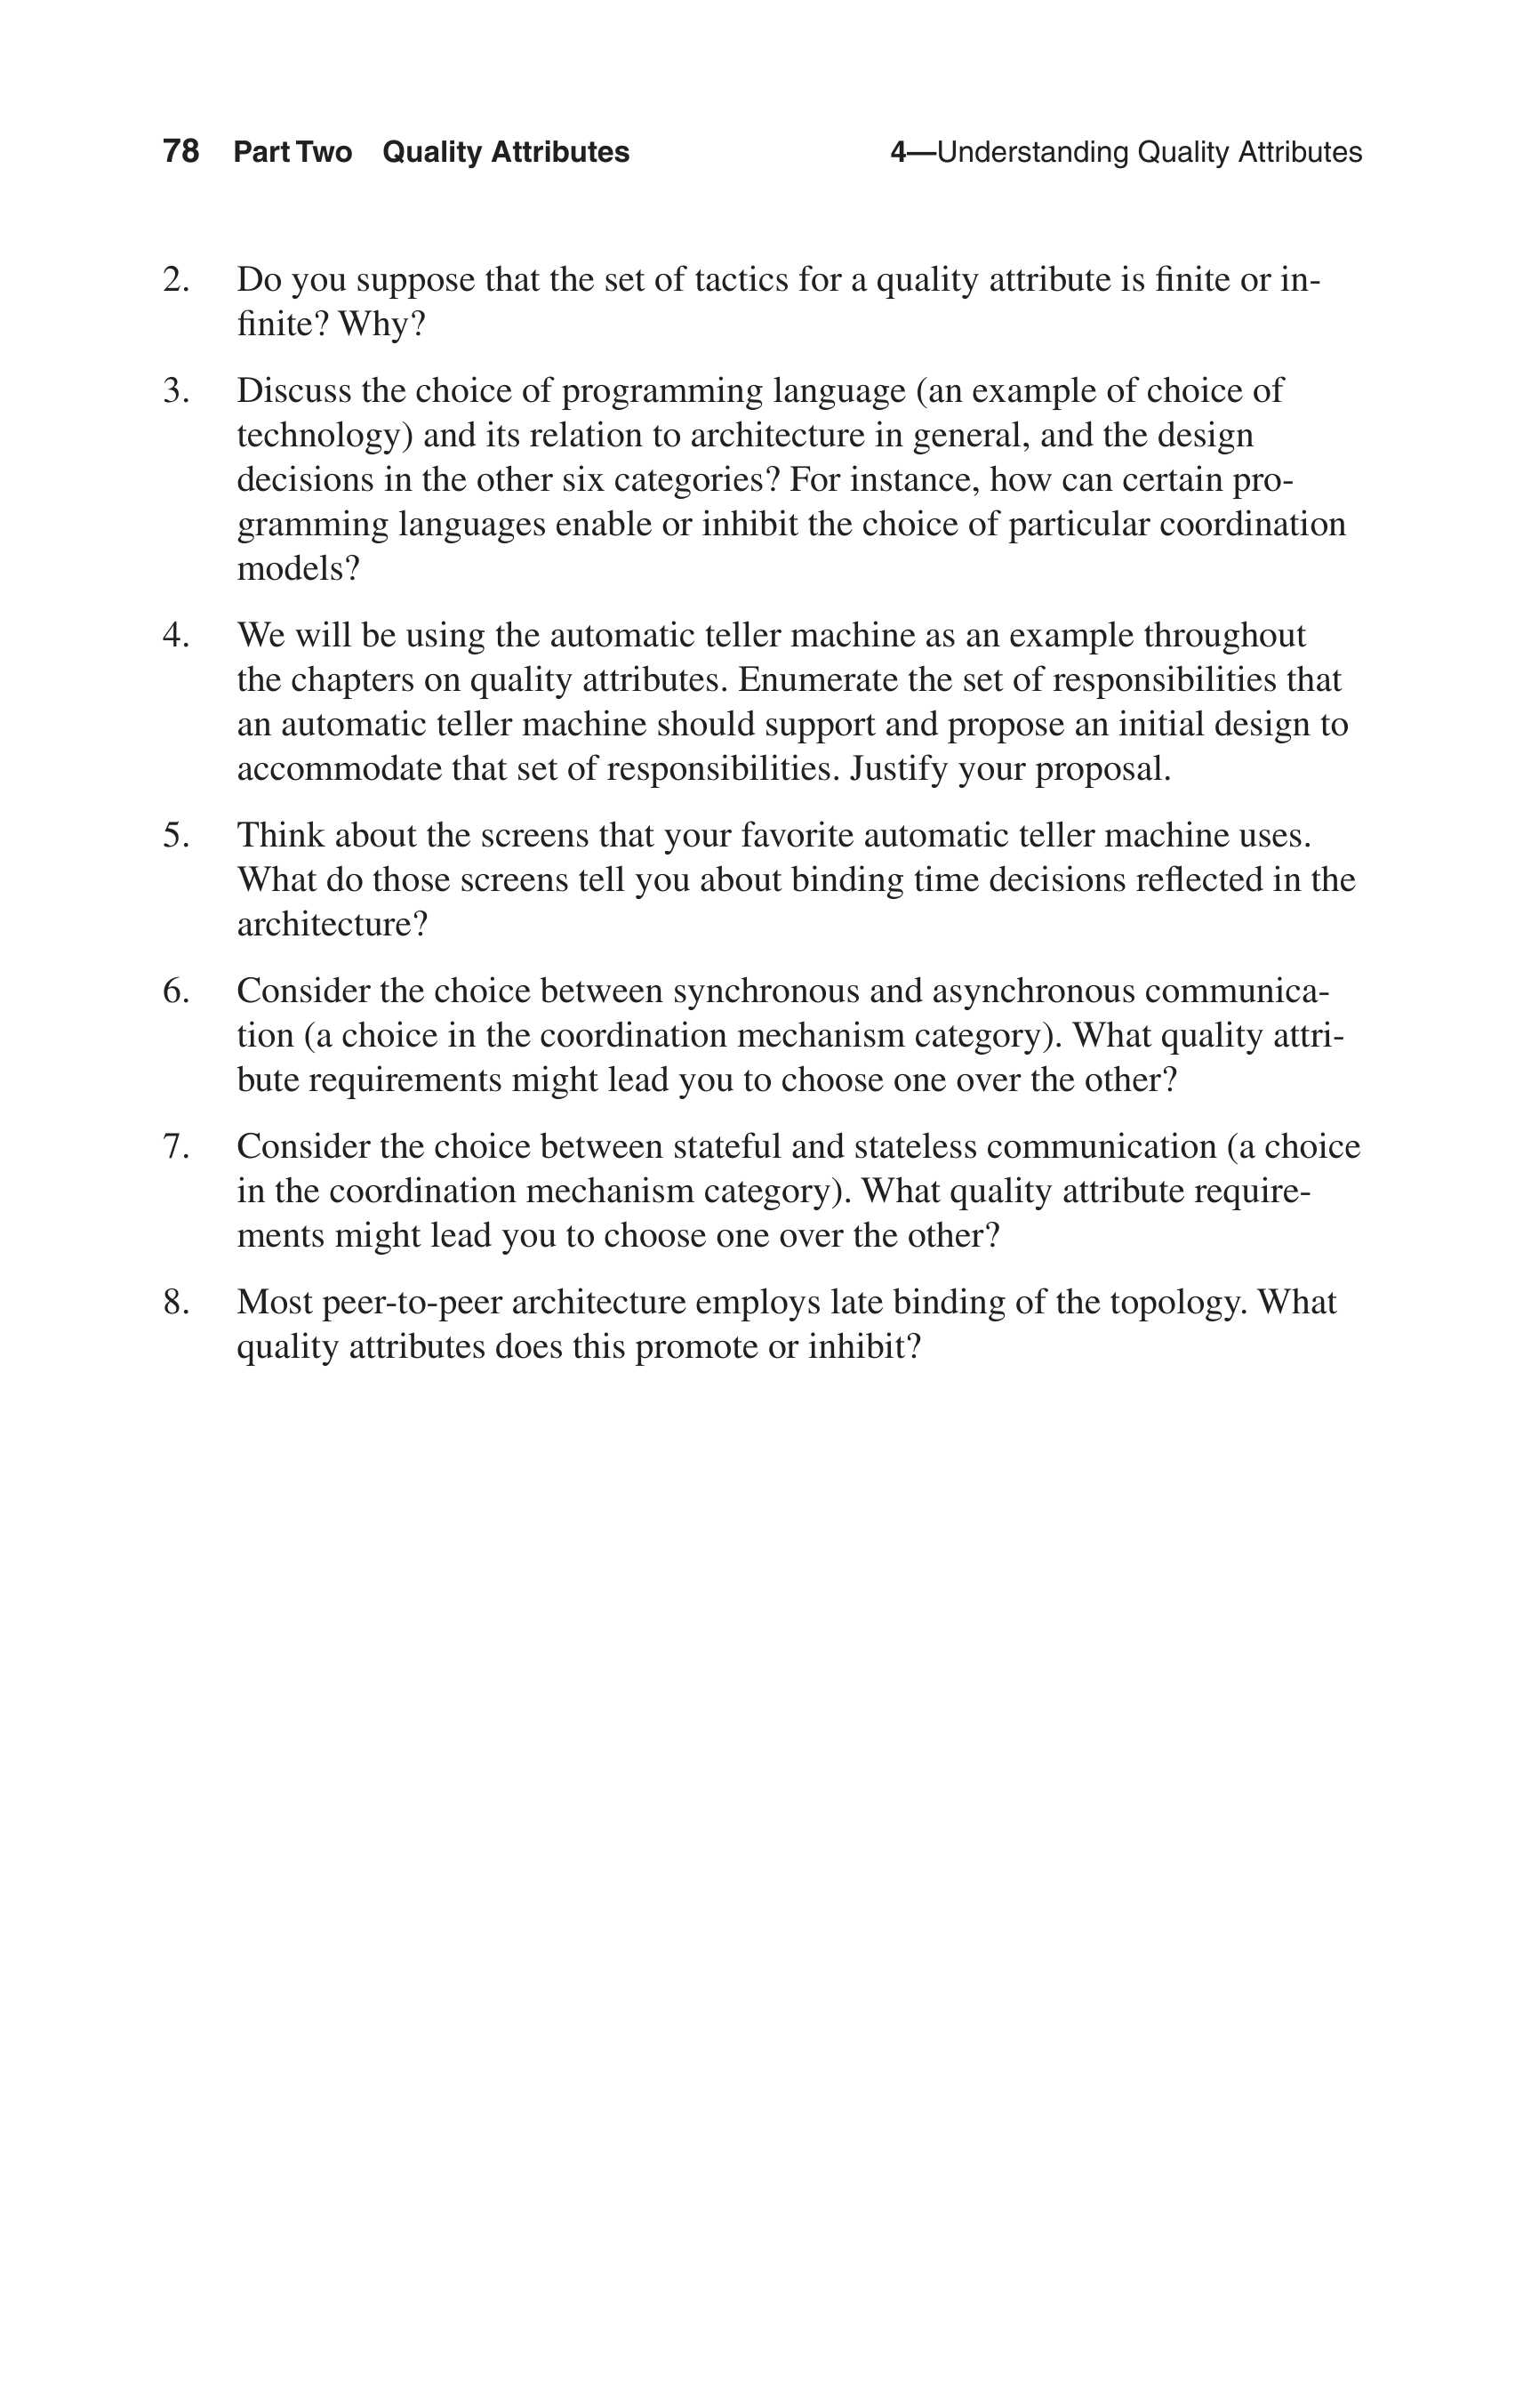 78 Part Two Quality Attributes 4—Understanding Quality Attributes
2. Do you suppose that the set of tactics for a quality attribute is finite or in-
finite? Why?
3. Discuss the choice of programming language (an example of choice of
technology) and its relation to architecture in general, and the design
decisions in the other six categories? For instance, how can certain pro-
gramming languages enable or inhibit the choice of particular coordination
models?
4. We will be using the automatic teller machine as an example throughout
the chapters on quality attributes. Enumerate the set of responsibilities that
an automatic teller machine should support and propose an initial design to
accommodate that set of responsibilities. Justify your proposal.
5. Think about the screens that your favorite automatic teller machine uses.
What do those screens tell you about binding time decisions reflected in the
architecture?
6. Consider the choice between synchronous and asynchronous communica-
tion (a choice in the coordination mechanism category). What quality attri-
bute requirements might lead you to choose one over the other?
7. Consider the choice between stateful and stateless communication (a choice
in the coordination mechanism category). What quality attribute require-
ments might lead you to choose one over the other?
8. Most peer-to-peer architecture employs late binding of the topology. What
quality attributes does this promote or inhibit?